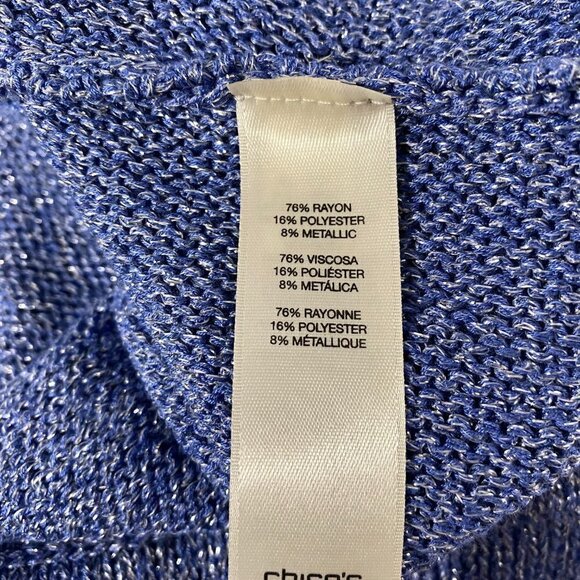 76% RAYON
16% POLYESTER
8% METALLIC
76% VISCOSA
16% POLIÉSTER
8% METÁLICA
76% RAYONNE
16% POLYESTER
8% MÉTALLIQUE
chico's